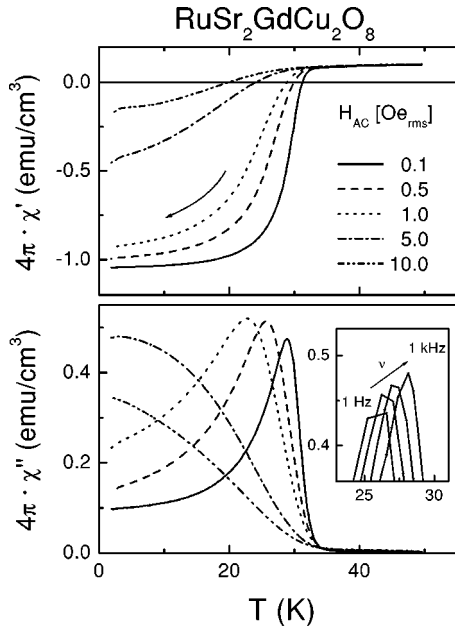 RuSr₂GdCu₂O₈
0.0
-0.5
-1.0
4π · χ' (emu/cm³)
H_AC [Oe_rms]
0.1
0.5
1.0
5.0
10.0
0.4
0.2
0.0
4π · χ'' (emu/cm³)
0.5
0.4
1 Hz
ν
1 kHz
25
30
0
20
40
T (K)